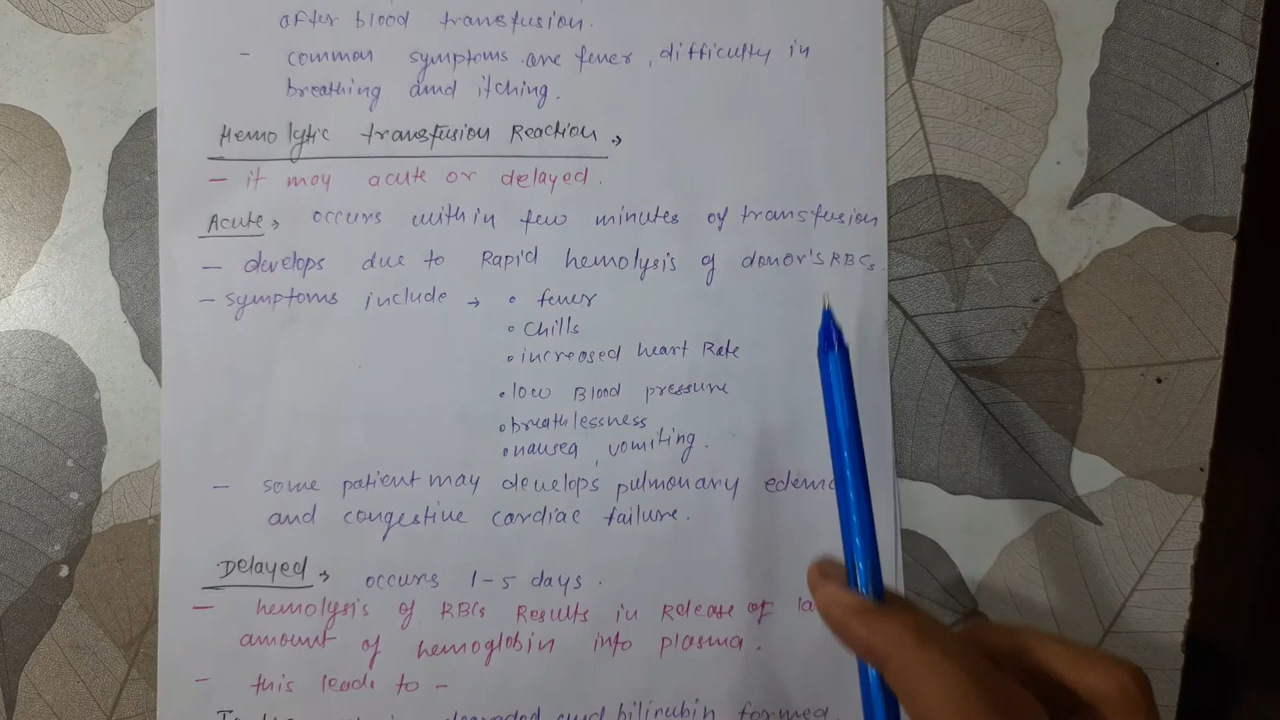 after blood transfusion.
- common symptoms are fever, difficulty in
breathing and itching.
Hemolytic transfusion Reaction →
- it may acute or delayed.
Acute → occurs within few minutes of transfusion
- develops due to Rapid hemolysis of donor's RBCs.
- symptoms include → • fever
• chills
• increased heart Rate
• low Blood pressure
• breathlessness
• nausea, vomiting.
- some patient may develops pulmonary edema
and congestive cardiac failure.
Delayed → occurs 1-5 days.
- hemolysis of RBCs Results in Release of
amount of hemoglobin into plasma.
- this leads to -
degraded and bilirubin formed.